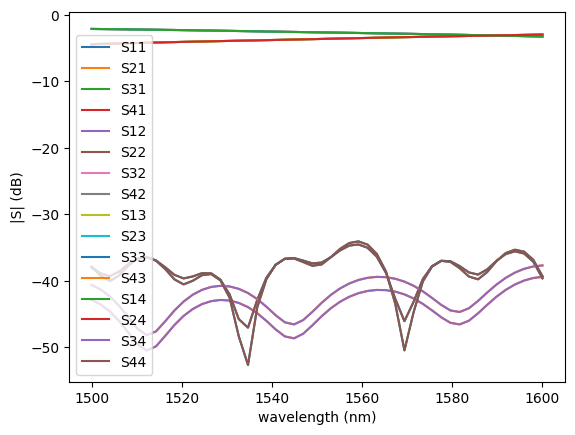 0
−10
−20
−30
−40
−50
|S| (dB)
S11
S21
S31
S41
S12
S22
S32
S42
S13
S23
S33
S43
S14
S24
S34
S44
1500
1520
1540
1560
1580
1600
wavelength (nm)